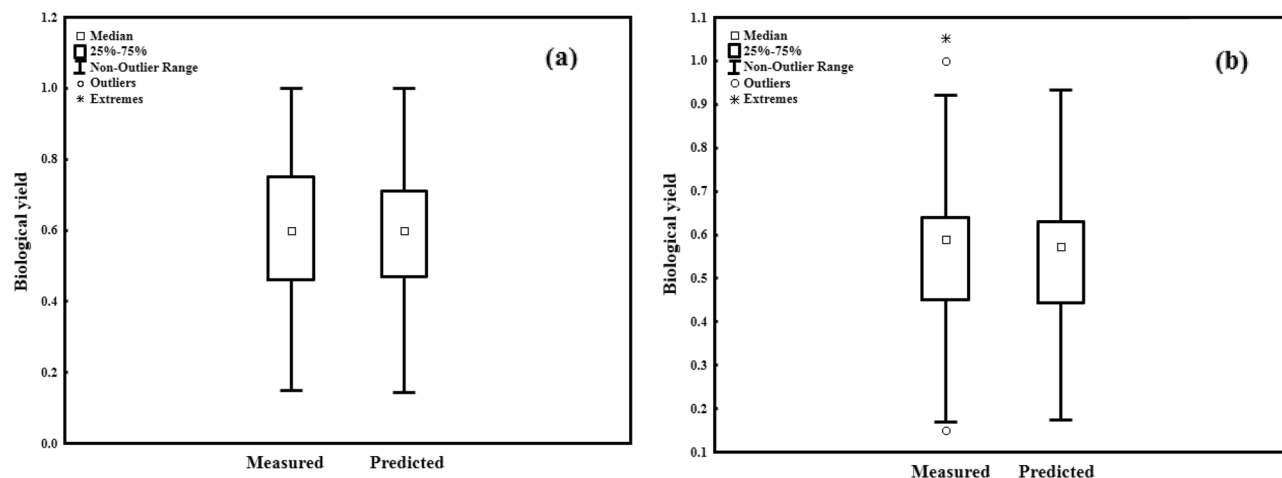 1.2
1.0
0.8
0.6
0.4
0.2
0.0
Biological yield
Median
25%-75%
Non-Outlier Range
Outliers
Extremes
(a)
Measured Predicted
1.1
1.0
0.9
0.8
0.7
0.6
0.5
0.4
0.3
0.2
0.1
Biological yield
Median
25%-75%
Non-Outlier Range
Outliers
Extremes
(b)
Measured Predicted